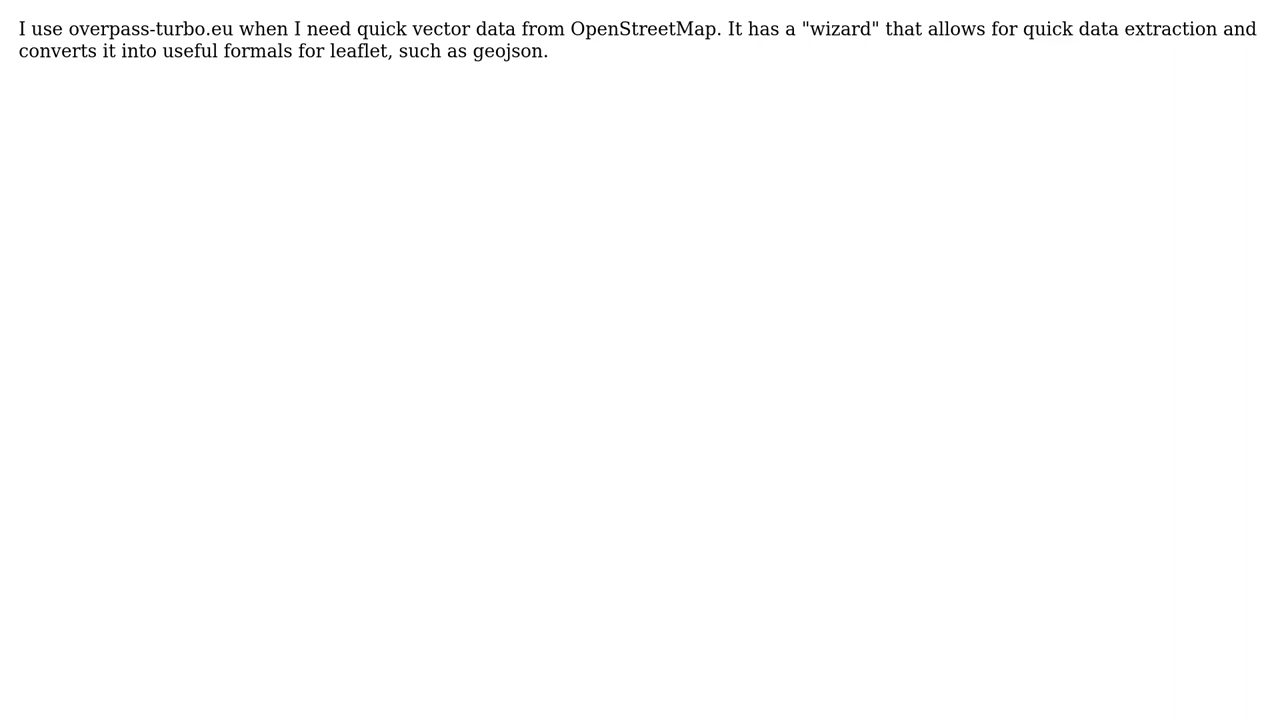 I use overpass-turbo.eu when I need quick vector data from OpenStreetMap. It has a "wizard" that allows for quick data extraction and
converts it into useful formals for leaflet, such as geojson.